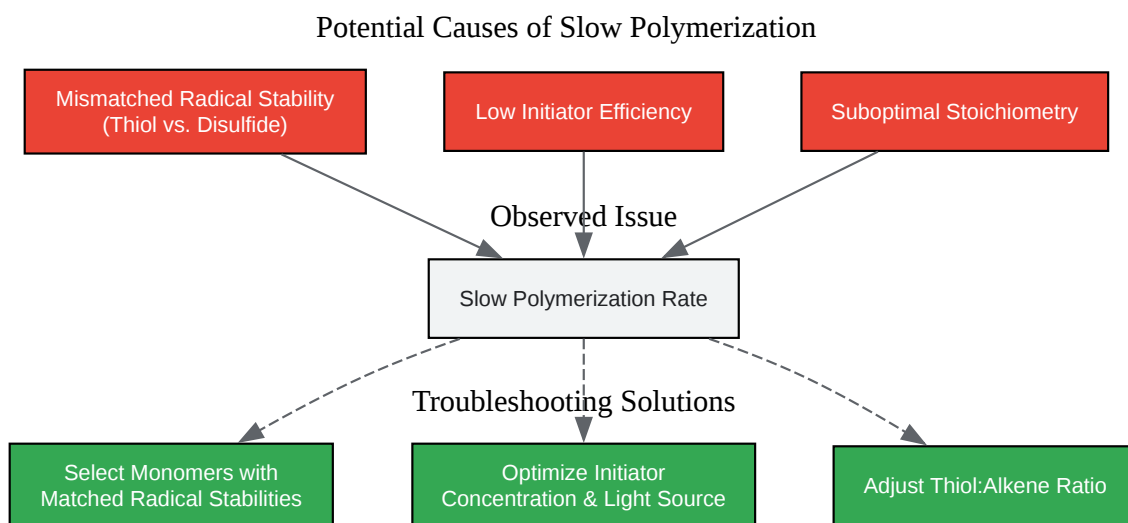 Potential Causes of Slow Polymerization
Mismatched Radical Stability
(Thiol vs. Disulfide)
Low Initiator Efficiency
Suboptimal Stoichiometry
Observed Issue
Slow Polymerization Rate
Troubleshooting Solutions
Select Monomers with
Matched Radical Stabilities
Optimize Initiator
Concentration & Light Source
Adjust Thiol:Alkene Ratio